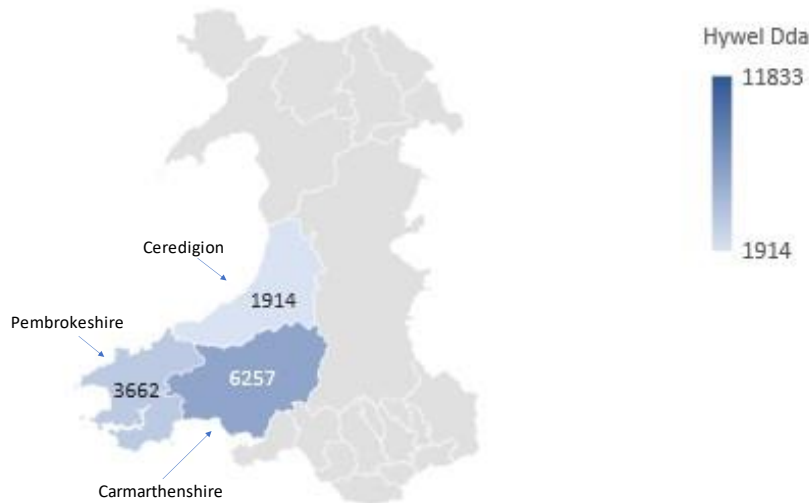 Hywel Dda
11833
1914
Ceredigion
1914
Pembrokeshire
3662
6257
Carmarthenshire